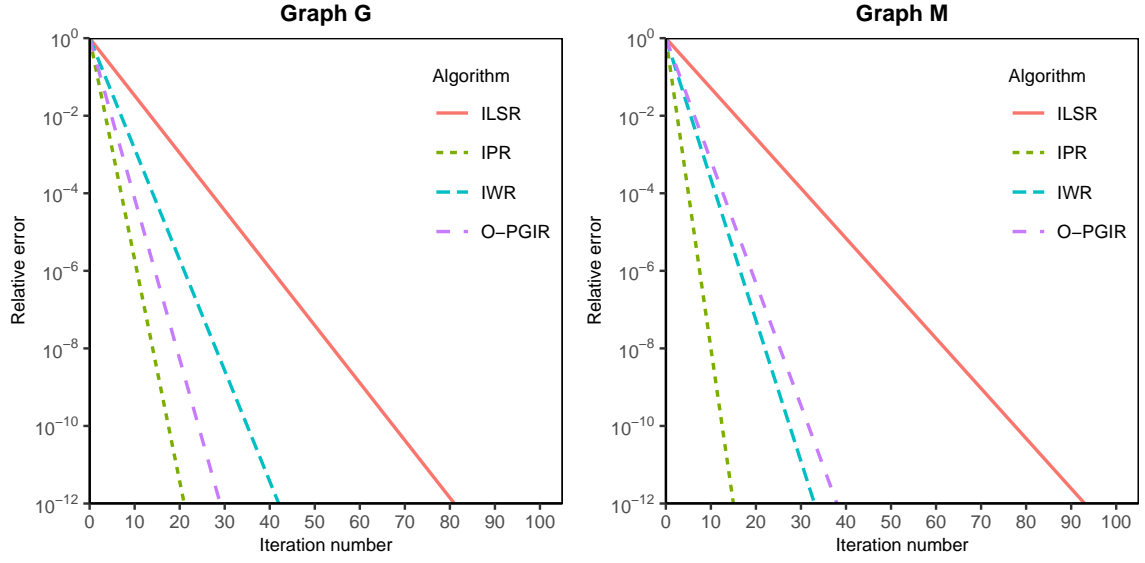 Graph G
Relative error
10^0
10^−2
10^−4
10^−6
10^−8
10^−10
10^−12
0 10 20 30 40 50 60 70 80 90 100
Iteration number
Algorithm
ILSR
IPR
IWR
O−PGIR
Graph M
Relative error
10^0
10^−2
10^−4
10^−6
10^−8
10^−10
10^−12
0 10 20 30 40 50 60 70 80 90 100
Iteration number
Algorithm
ILSR
IPR
IWR
O−PGIR